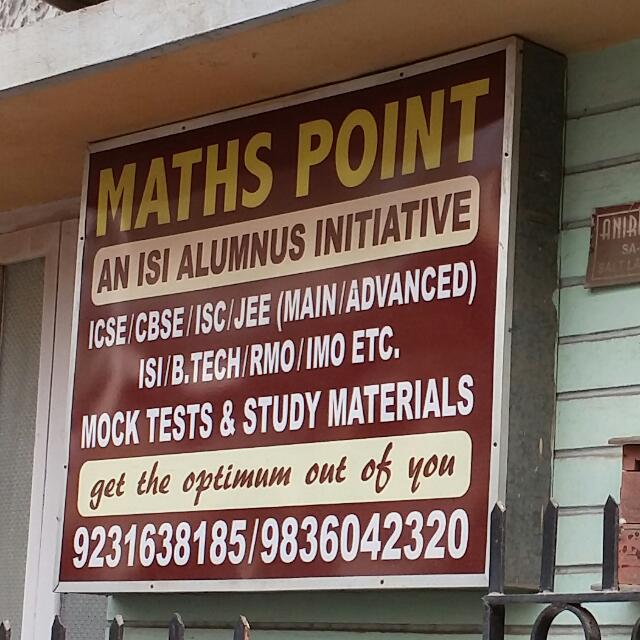 MATHS POINT
AN ISI ALUMNUS INITIATIVE
ICSE/CBSE/ISC/JEE (MAIN/ADVANCED)
ISI/B.TECH/RMO/IMO ETC.
MOCK TESTS & STUDY MATERIALS
get the optimum out of you
9231638185/9836042320